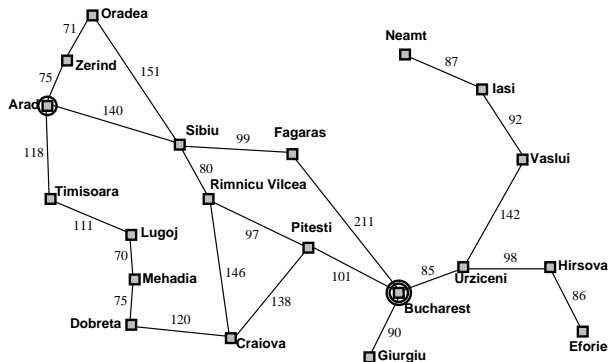 Oradea
71
Neamt
87
Zerind
75
151
Iasi
Arad
140
92
Sibiu
99
Fagaras
118
80
Vaslui
Rimnicu Vilcea
Timisoara
111
Lugoj
97
Pitesti
211
142
70
146
101
85
98
Hirsova
Urziceni
Mehadia
75
138
86
Bucharest
Dobreta
120
90
Craiova
Eforie
Giurgiu